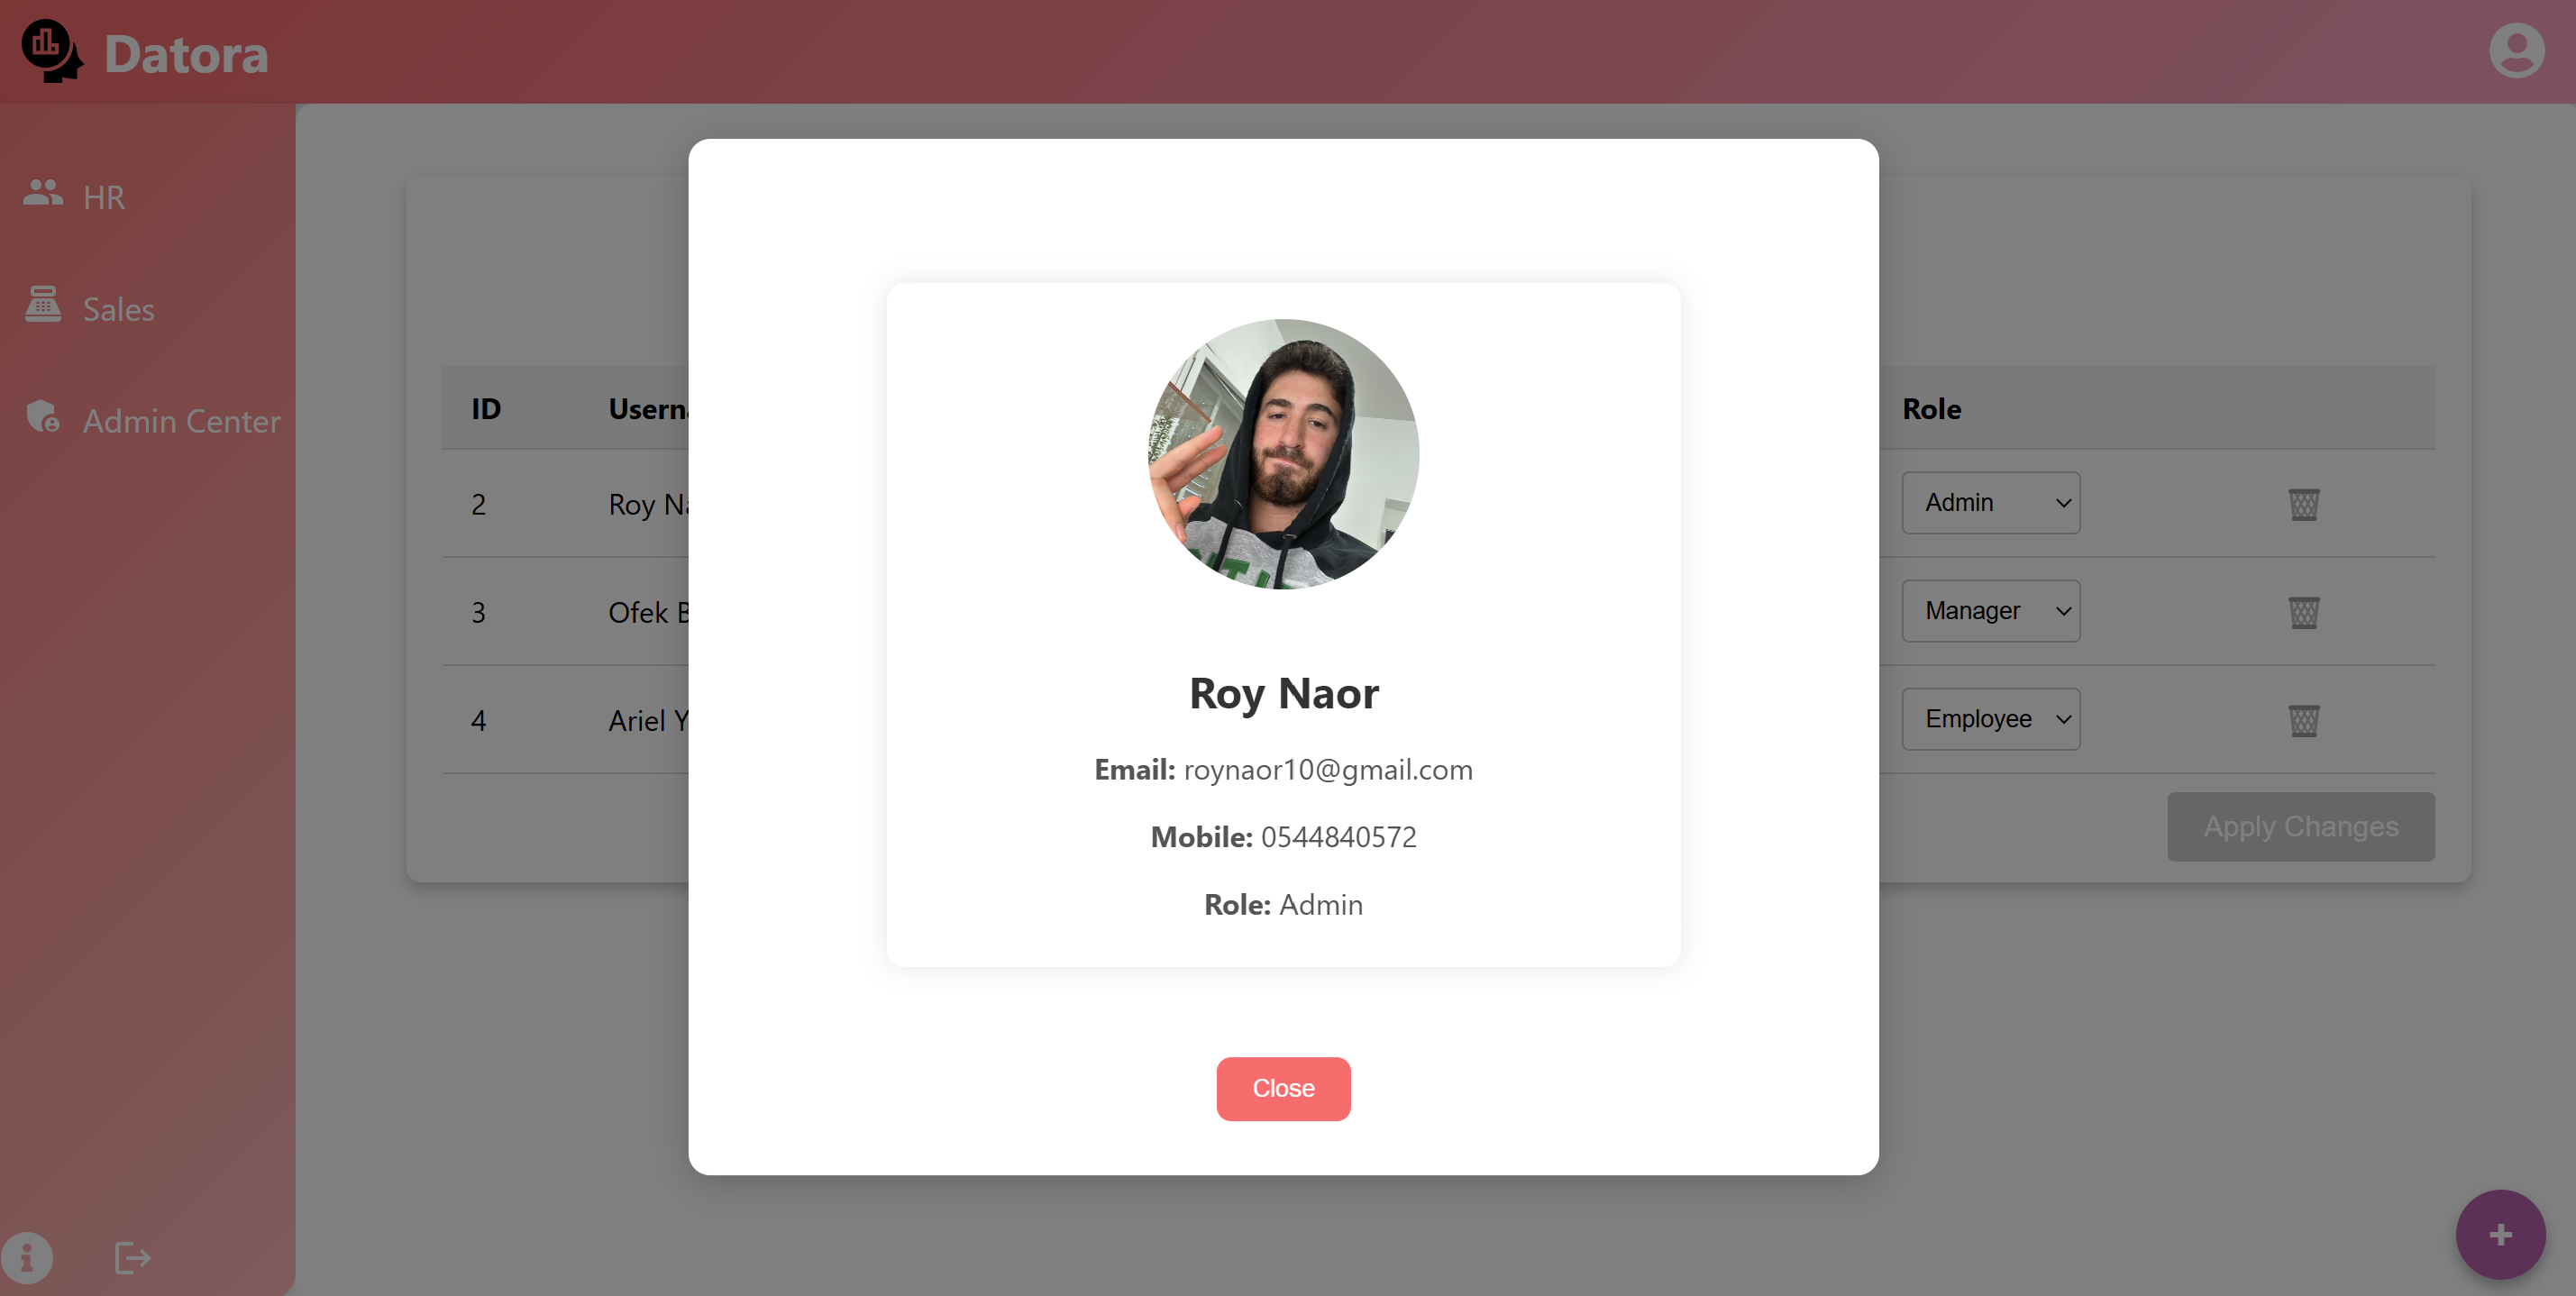 Datora
HR
Sales
Admin Center
ID
Role
2
Roy
Admin
3
Ofek
Manager
4
Ariel
Employee
Apply Changes
Roy Naor
Email: roynaor10@gmail.com
Mobile: 0544840572
Role: Admin
Close
+